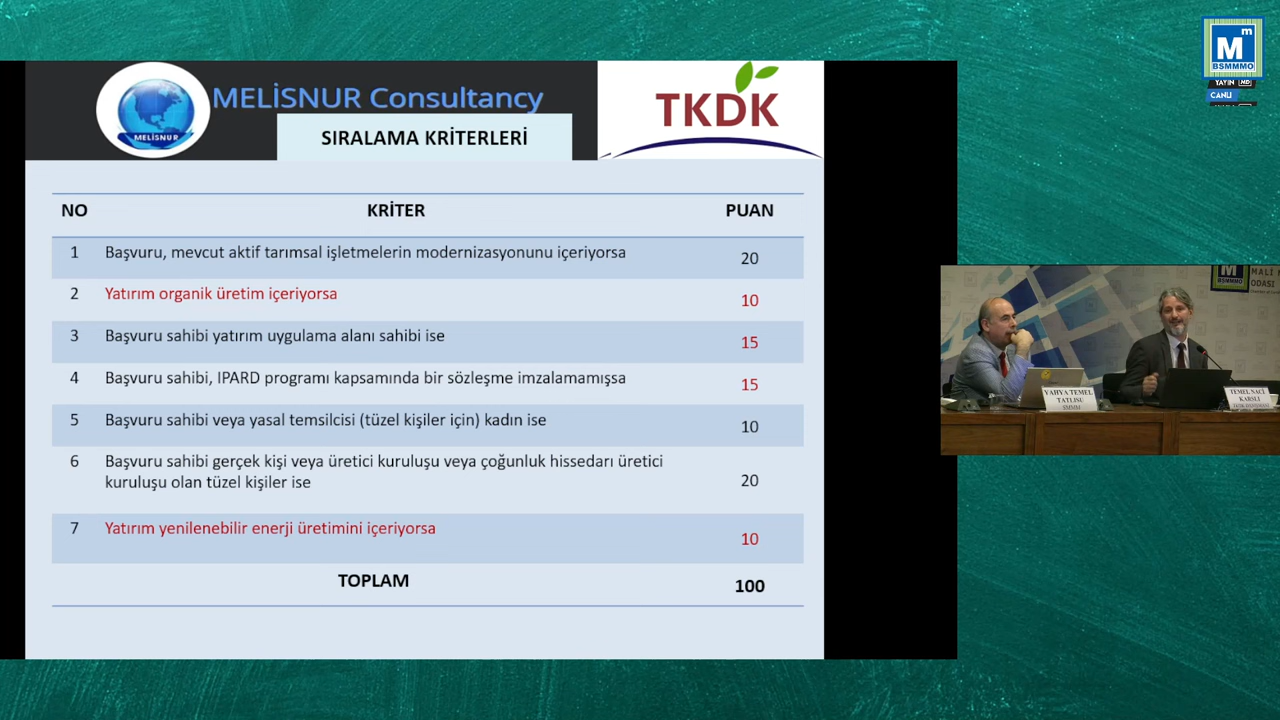 MELİSNUR Consultancy
MELİSNUR
SIRALAMA KRİTERLERİ
TKDK
NO KRİTER PUAN
1 Başvuru, mevcut aktif tarımsal işletmelerin modernizasyonunu içeriyorsa 20
2 Yatırım organik üretim içeriyorsa 10
3 Başvuru sahibi yatırım uygulama alanı sahibi ise 15
4 Başvuru sahibi, IPARD programı kapsamında bir sözleşme imzalamamışsa 15
5 Başvuru sahibi veya yasal temsilcisi (tüzel kişiler için) kadın ise 10
6 Başvuru sahibi gerçek kişi veya üretici kuruluşu veya çoğunluk hissedarı üretici
kuruluşu olan tüzel kişiler ise 20
7 Yatırım yenilenebilir enerji üretimini içeriyorsa 10
TOPLAM 100
Mm
BSMMMO
YAYIN
CANLI
M
BSMMMO
MALİ M
ODASI
YAHYA TEMEL
TATLISU
SMMM
TEMEL NACİ
KARSLI